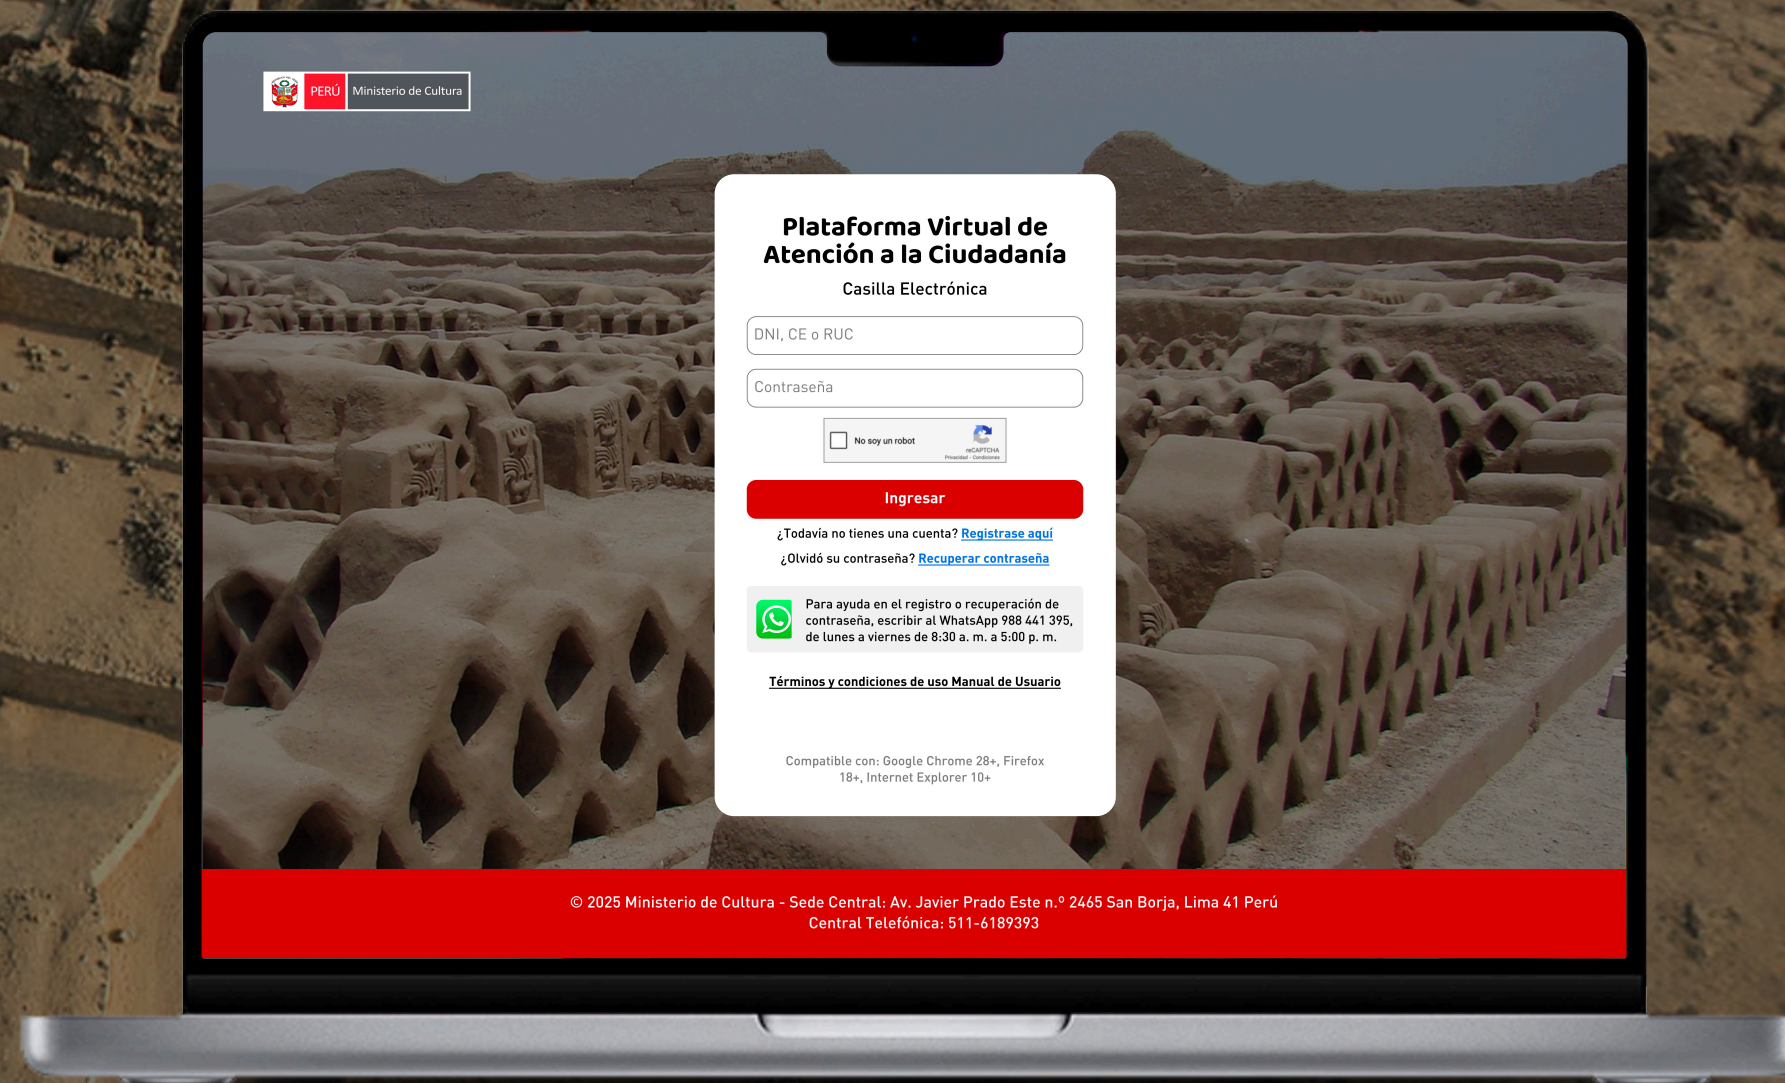 PERÚ Ministerio de Cultura
Plataforma Virtual de
Atención a la Ciudadanía
Casilla Electrónica
DNI, CE o RUC
Contraseña
No soy un robot
reCAPTCHA
Privacidad - Condiciones
Ingresar
¿Todavía no tienes una cuenta? Registrase aquí
¿Olvidó su contraseña? Recuperar contraseña
Para ayuda en el registro o recuperación de
contraseña, escribir al WhatsApp 988 441 395,
de lunes a viernes de 8:30 a. m. a 5:00 p. m.
Términos y condiciones de uso Manual de Usuario
Compatible con: Google Chrome 28+, Firefox
18+, Internet Explorer 10+
© 2025 Ministerio de Cultura - Sede Central: Av. Javier Prado Este n.º 2465 San Borja, Lima 41 Perú
Central Telefónica: 511-6189393